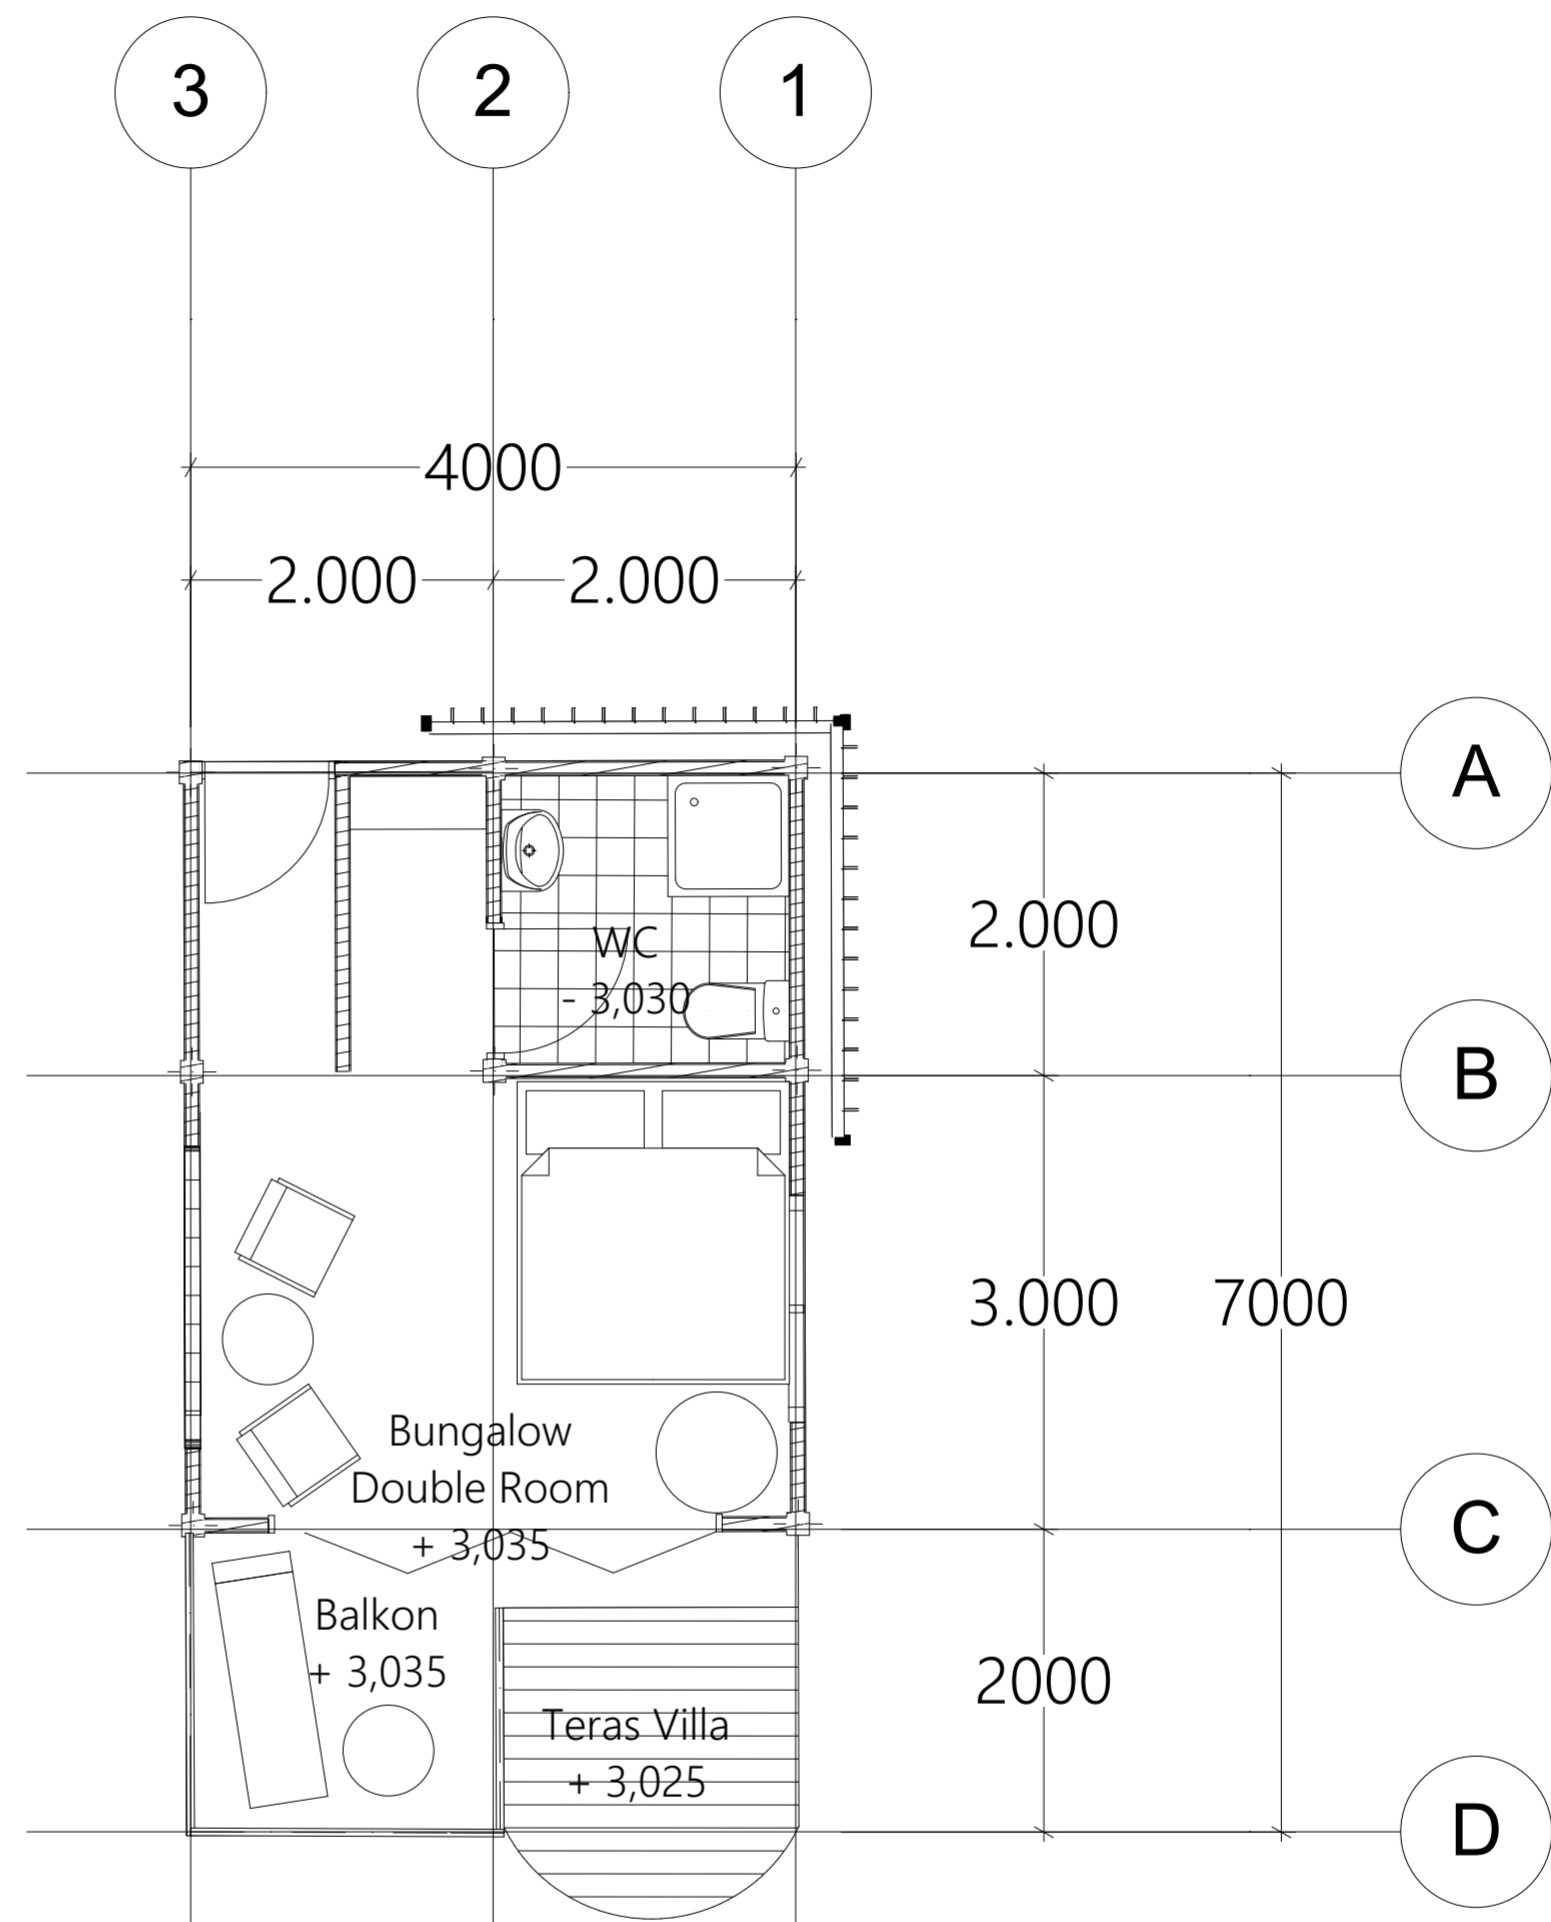 3
2
1
4000
2.000
2.000
A
2.000
WC
- 3,030
B
3.000
7000
Bungalow
Double Room
+ 3,035
C
Balkon
+ 3,035
2000
Teras Villa
+ 3,025
D